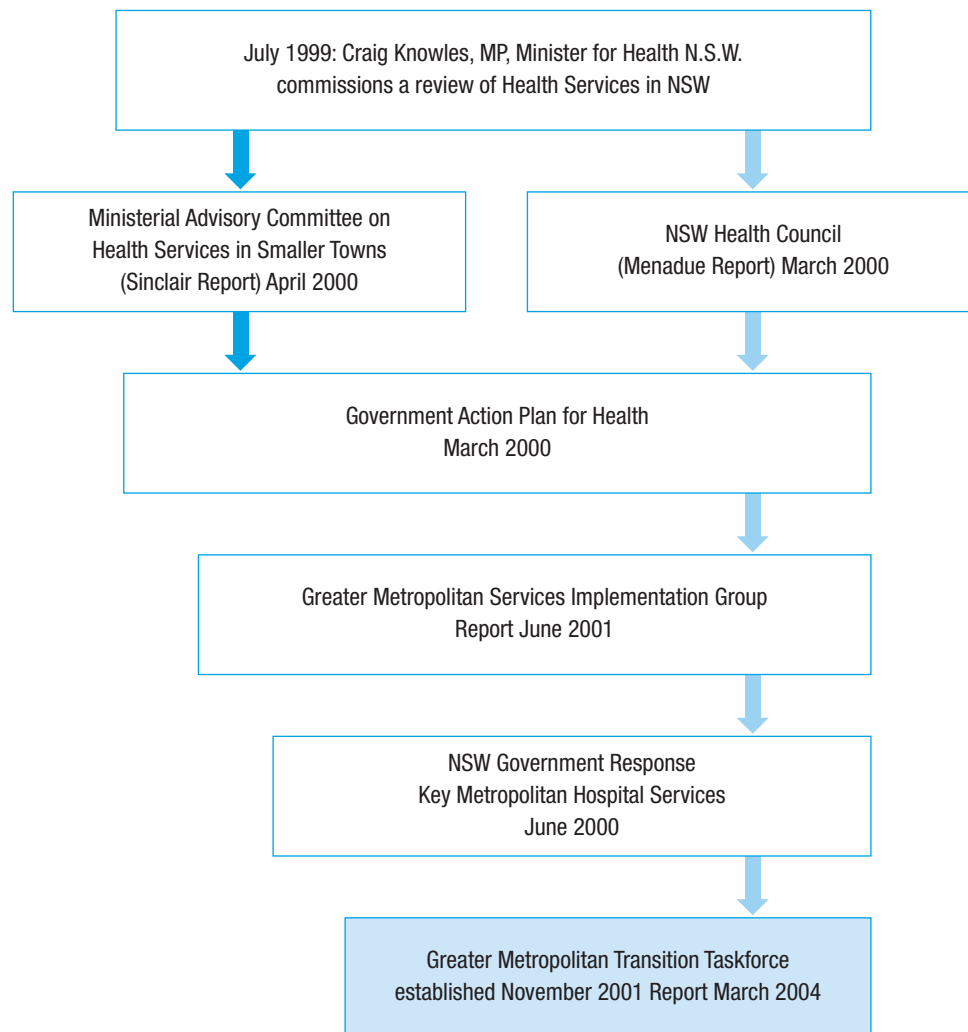 July 1999: Craig Knowles, MP, Minister for Health N.S.W.
commissions a review of Health Services in NSW
Ministerial Advisory Committee on
Health Services in Smaller Towns
(Sinclair Report) April 2000
NSW Health Council
(Menadue Report) March 2000
Government Action Plan for Health
March 2000
Greater Metropolitan Services Implementation Group
Report June 2001
NSW Government Response
Key Metropolitan Hospital Services
June 2000
Greater Metropolitan Transition Taskforce
established November 2001 Report March 2004